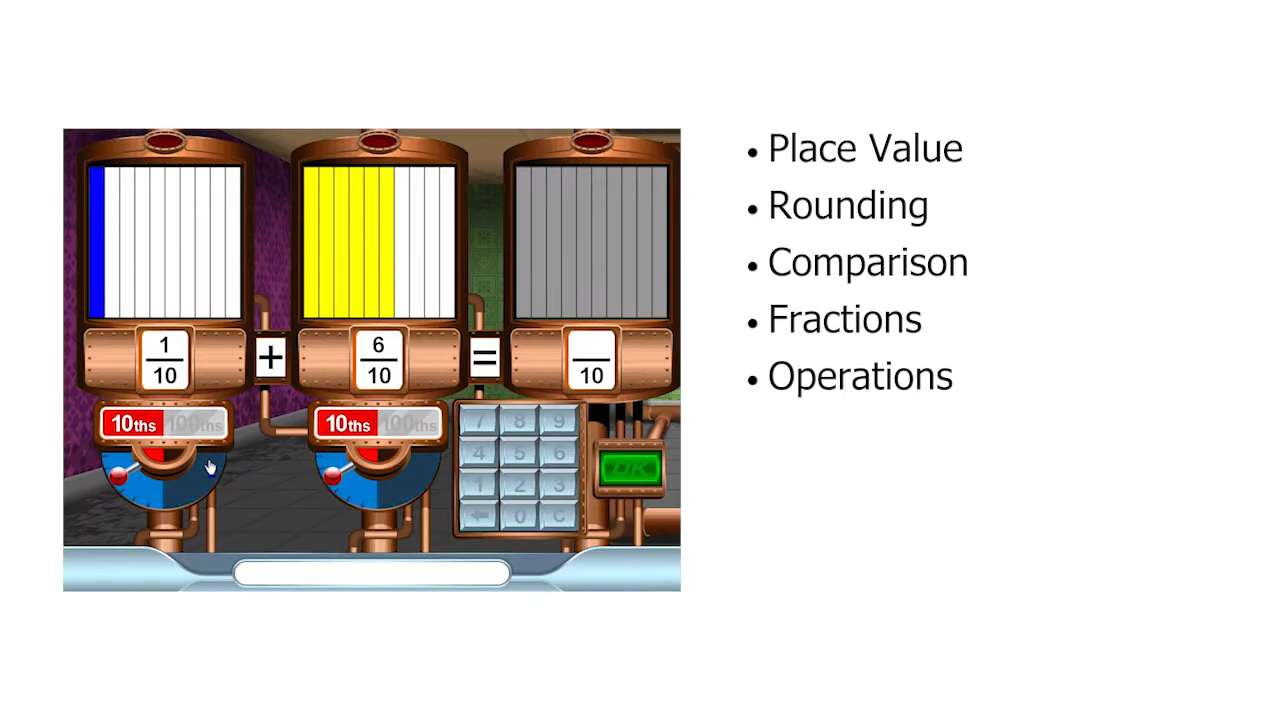 1
10
+
6
10
=
10
10ths 100ths
10ths 100ths
7 8 9
4 5 6
1 2 3
← 0 C
OK
• Place Value
• Rounding
• Comparison
• Fractions
• Operations